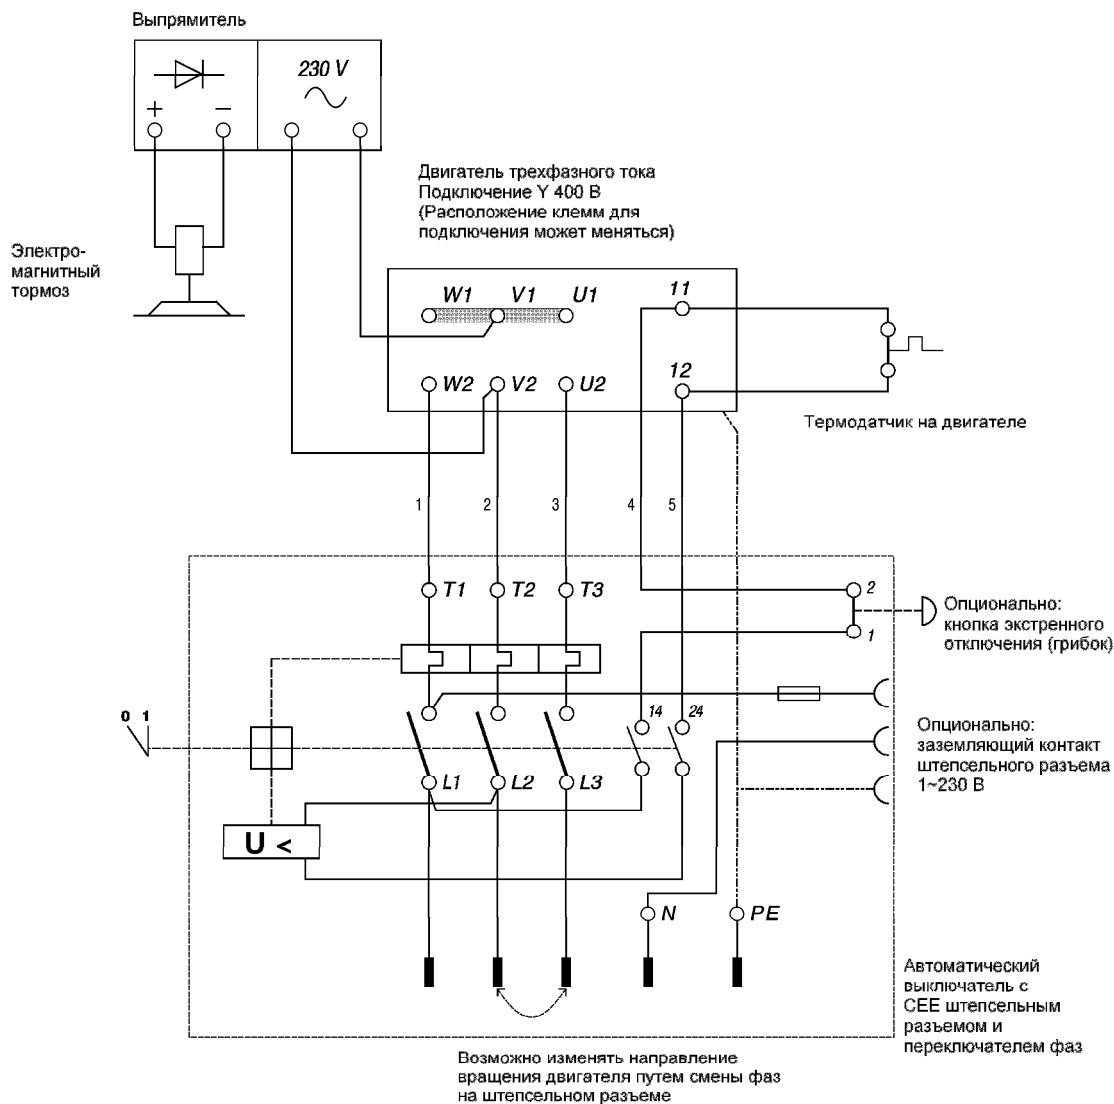 Выпрямитель
230 V
+
−
Двигатель трехфазного тока
Подключение Y 400 В
(Расположение клемм для
подключения может меняться)
Электро-
магнитный
тормоз
W1
V1
U1
11
W2
V2
U2
12
Термодатчик на двигателе
1
2
3
4
5
T1
T2
T3
2
1
Опционально:
кнопка экстренного
отключения (грибок)
0 1
14
24
Опционально:
заземляющий контакт
штепсельного разъема
1~230 В
L1
L2
L3
U <
N
PE
Автоматический
выключатель с
CEE штепсельным
разъемом и
переключателем фаз
Возможно изменять направление
вращения двигателя путем смены фаз
на штепсельном разъеме